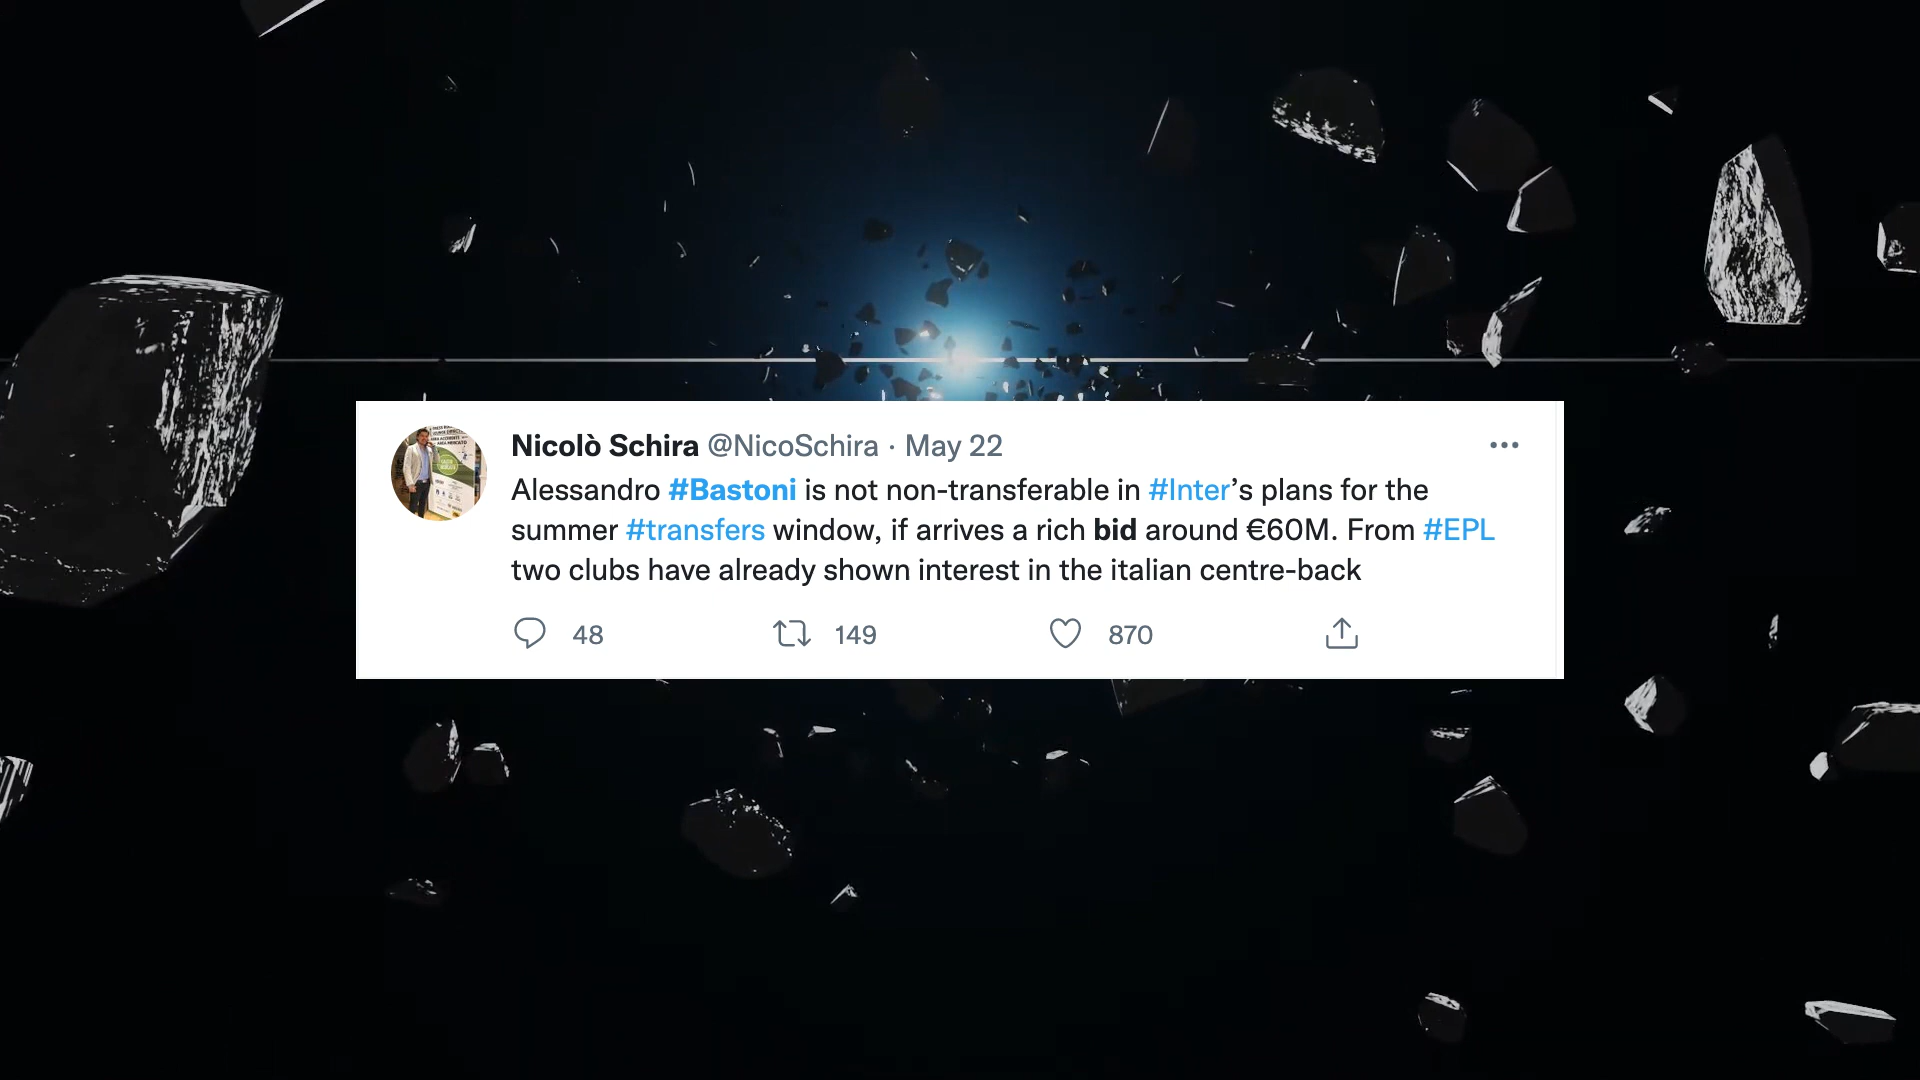 Nicolò Schira @NicoSchira · May 22
Alessandro #Bastoni is not non-transferable in #Inter’s plans for the
summer #transfers window, if arrives a rich bid around €60M. From #EPL
two clubs have already shown interest in the italian centre-back
48 149 870